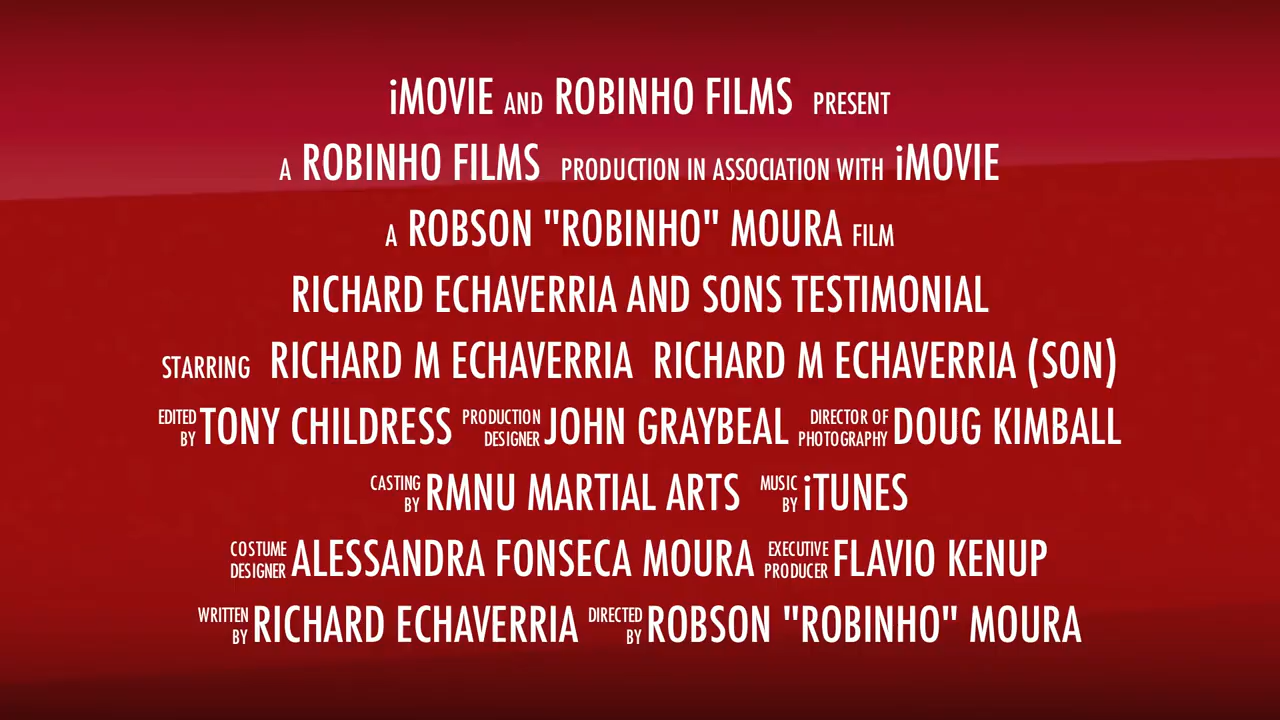 iMOVIE AND ROBINHO FILMS PRESENT
A ROBINHO FILMS PRODUCTION IN ASSOCIATION WITH iMOVIE
A ROBSON "ROBINHO" MOURA FILM
RICHARD ECHAVERRIA AND SONS TESTIMONIAL
STARRING RICHARD M ECHAVERRIA RICHARD M ECHAVERRIA (SON)
EDITED BY TONY CHILDRESS PRODUCTION DESIGNER JOHN GRAYBEAL DIRECTOR OF PHOTOGRAPHY DOUG KIMBALL
CASTING BY RMNU MARTIAL ARTS MUSIC BY iTUNES
COSTUME DESIGNER ALESSANDRA FONSECA MOURA EXECUTIVE PRODUCER FLAVIO KENUP
WRITTEN BY RICHARD ECHAVERRIA DIRECTED BY ROBSON "ROBINHO" MOURA